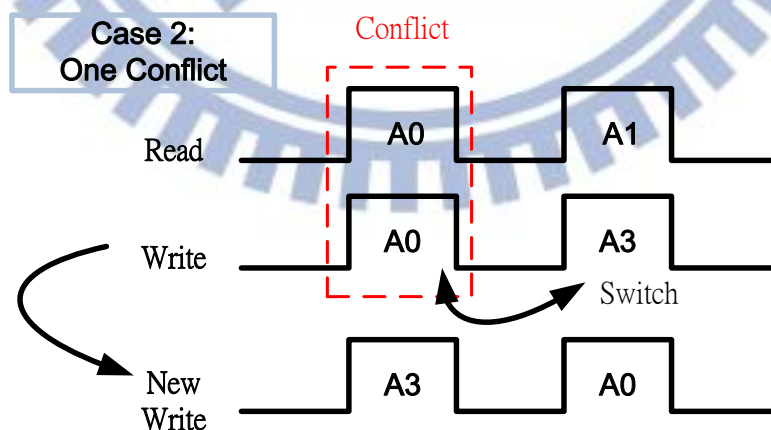 Case 2:
One Conflict
Conflict
Read
A0
A1
Write
A0
A3
Switch
New
Write
A3
A0